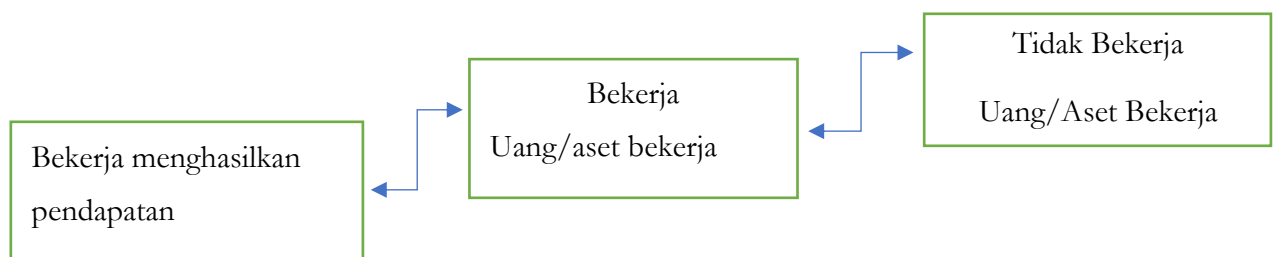 Bekerja menghasilkan
pendapatan
Bekerja
Uang/aset bekerja
Tidak Bekerja
Uang/Aset Bekerja